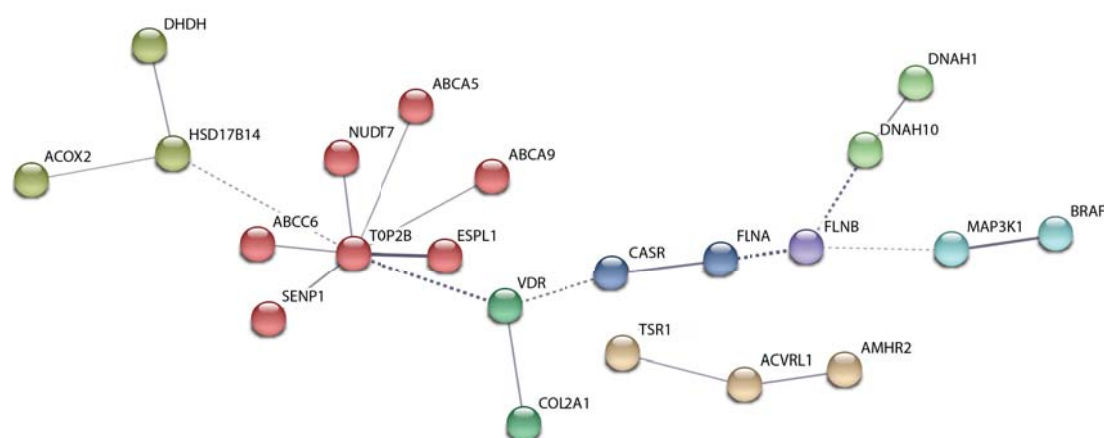 DHDH
DNAH1
ABCA5
HSD17B14
NUDT7
DNAH10
ACOX2
ABCA9
ABCC6
TOP2B
ESPL1
FLNA
FLNB
MAP3K1
BRAF
CASR
VDR
SENP1
TSR1
ACVRL1
AMHR2
COL2A1